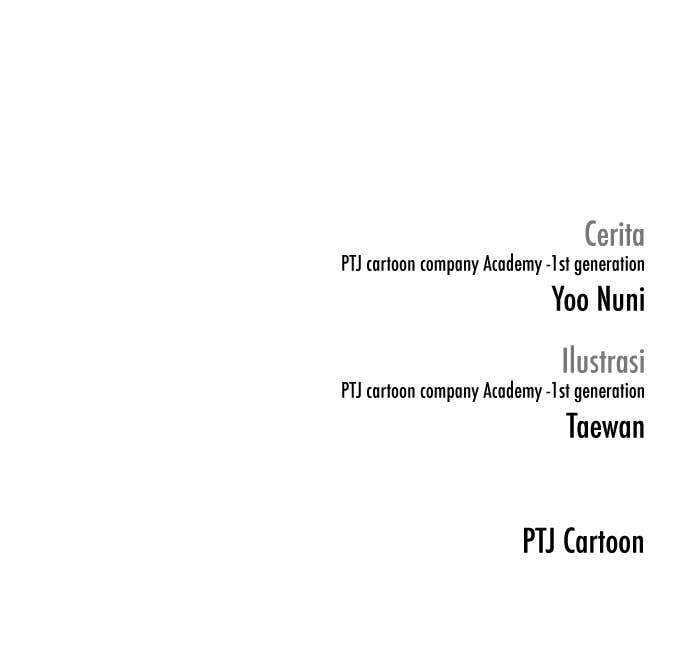 Cerita
PTJ cartoon company Academy -1st generation
Yoo Nuni
Ilustrasi
PTJ cartoon company Academy -1st generation
Taewan
PTJ Cartoon